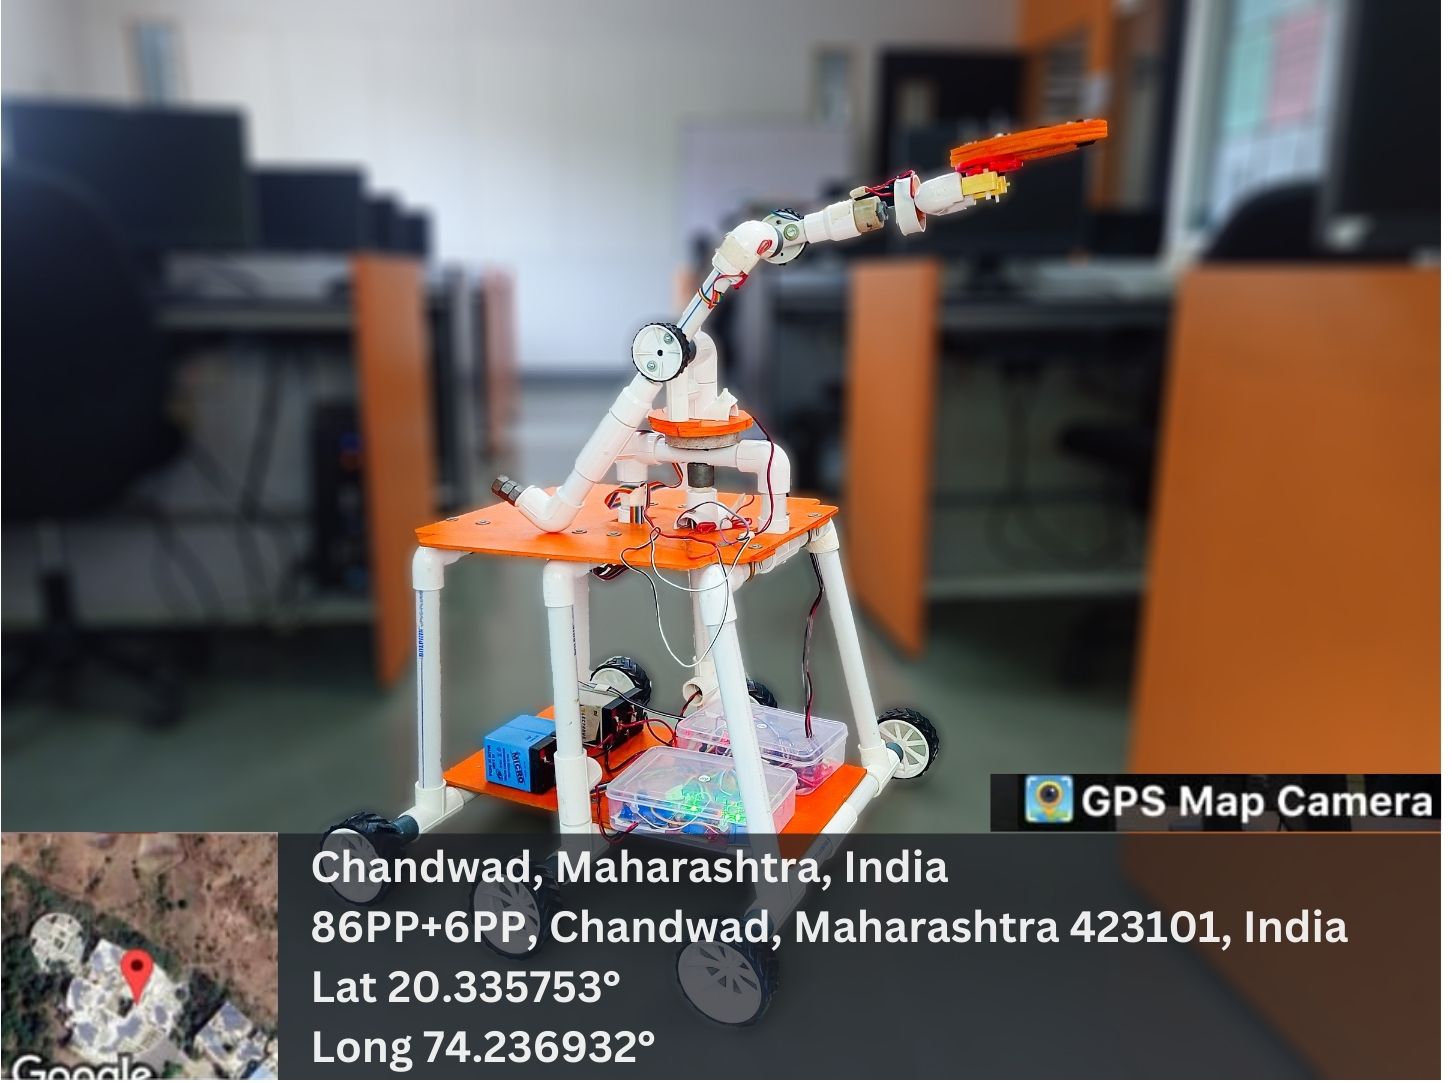 MICRO
GPS Map Camera
Chandwad, Maharashtra, India
86PP+6PP, Chandwad, Maharashtra 423101, India
Lat 20.335753°
Long 74.236932°
Google